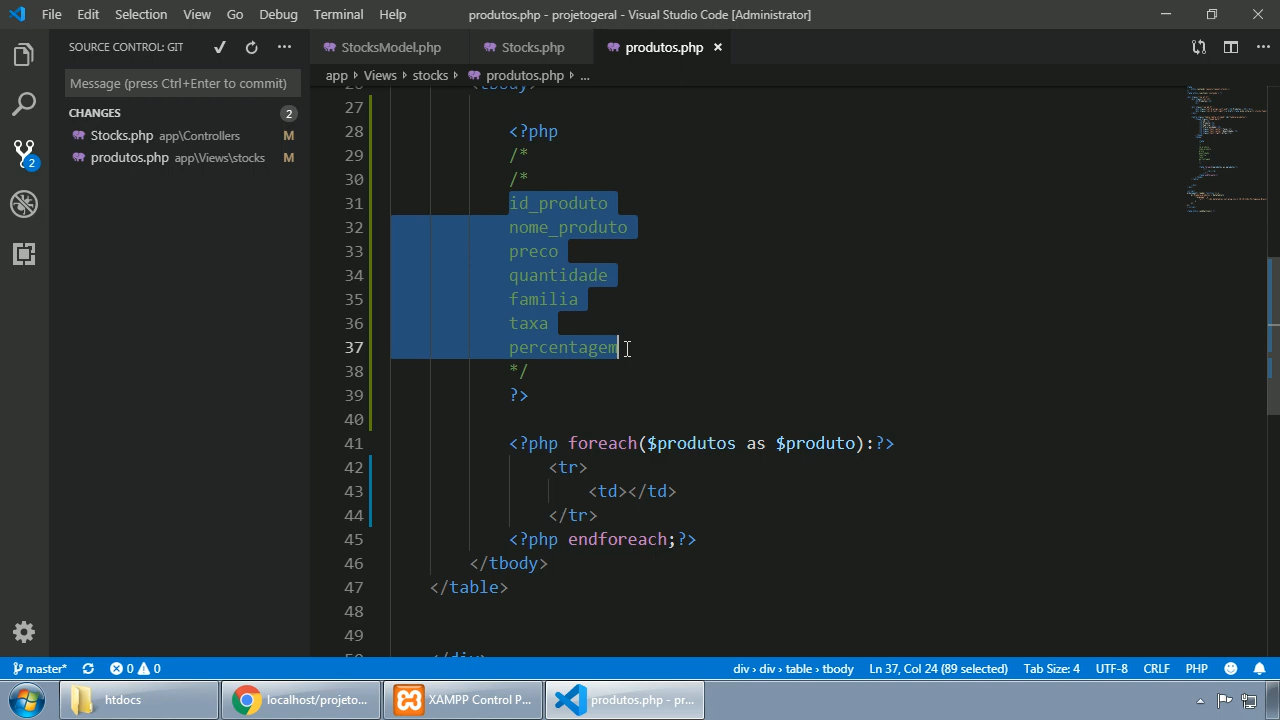 File Edit Selection View Go Debug Terminal Help
produtos.php - projetogeral - Visual Studio Code [Administrator]
SOURCE CONTROL: GIT
StocksModel.php
Stocks.php
produtos.php
Message (press Ctrl+Enter to commit)
app Views stocks produtos.php ...
CHANGES 2
Stocks.php app\Controllers M
produtos.php app\Views\stocks M
2
26 <tbody>
27
28 <?php
29 /*
30 /*
31 id_produto
32 nome_produto
33 preco
34 quantidade
35 familia
36 taxa
37 percentagem
38 */
39 ?>
40
41 <?php foreach($produtos as $produto):?>
42 <tr>
43 <td></td>
44 </tr>
45 <?php endforeach;?>
46 </tbody>
47 </table>
48
49
50 </div>
master* 0 0 div › div › table › tbody Ln 37, Col 24 (89 selected) Tab Size: 4 UTF-8 CRLF PHP
htdocs
localhost/projeto...
XAMPP Control P...
produtos.php - pr...